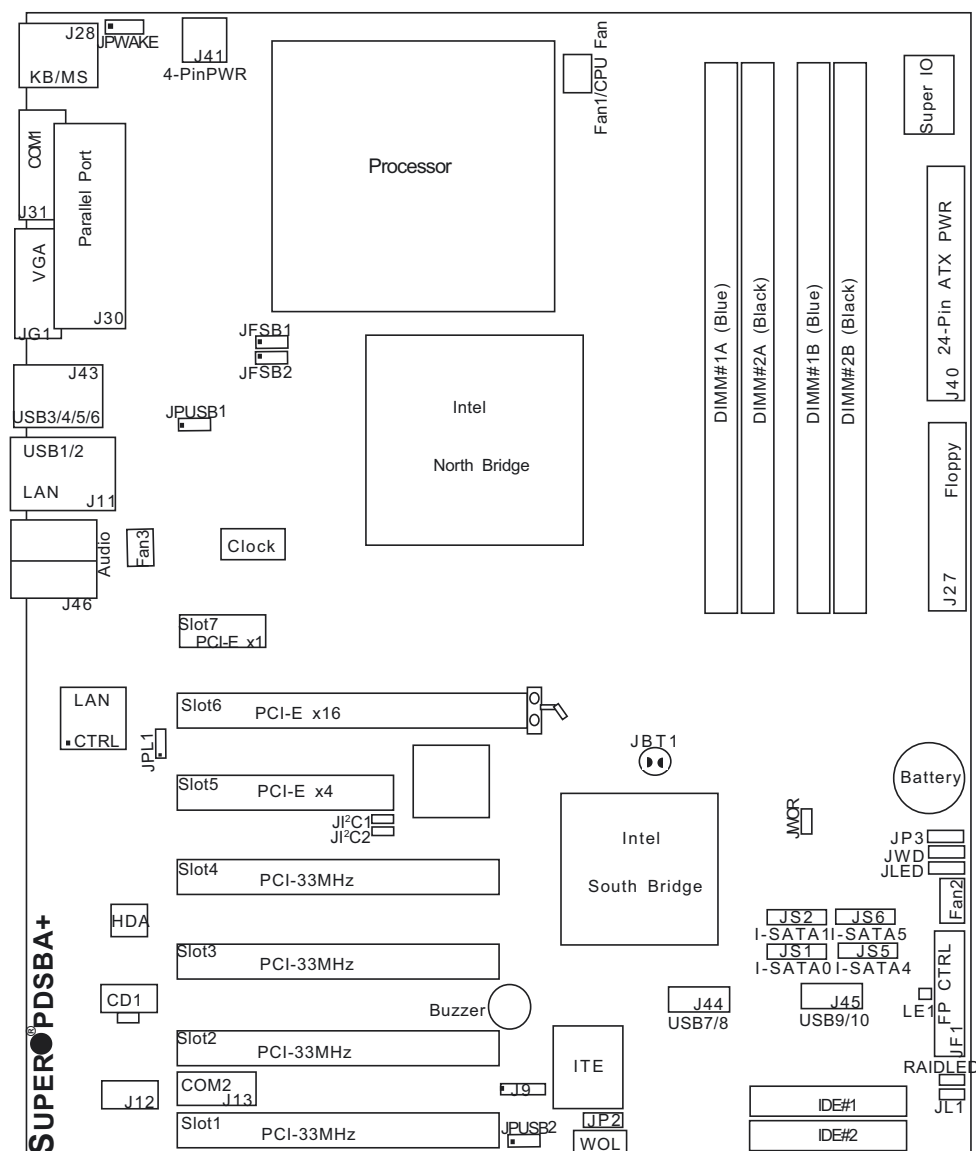 J28
KB/MS
JPWAKE
J41
4-PinPWR
Fan1/CPU Fan
Super IO
COM1
J31
Parallel Port
J30
VGA
JG1
Processor
DIMM#1A (Blue)
DIMM#2A (Black)
DIMM#1B (Blue)
DIMM#2B (Black)
J40 24-Pin ATX PWR
JFSB1
JFSB2
J43
USB3/4/5/6
JPUSB1
Intel
North Bridge
USB1/2
LAN
J11
Floppy
J27
Audio
J46
Fan3
Clock
Slot7
PCI-E x1
LAN
CTRL
JPL1
Slot6
PCI-E x16
JBT1
Battery
Slot5
PCI-E x4
JI²C1
JI²C2
JWOR
JP3
JWD
JLED
Intel
South Bridge
Slot4
PCI-33MHz
Fan2
HDA
JS2
JS6
I-SATA1
I-SATA5
JS1
JS5
I-SATA0
I-SATA4
Slot3
PCI-33MHz
CD1
Buzzer
J44
USB7/8
J45
USB9/10
LE1
FP CTRL
JF1
SUPER®PDSBA+
Slot2
PCI-33MHz
ITE
RAIDLED
JL1
J12
COM2
J13
J9
IDE#1
Slot1
PCI-33MHz
JPUSB2
JP2
WOL
IDE#2